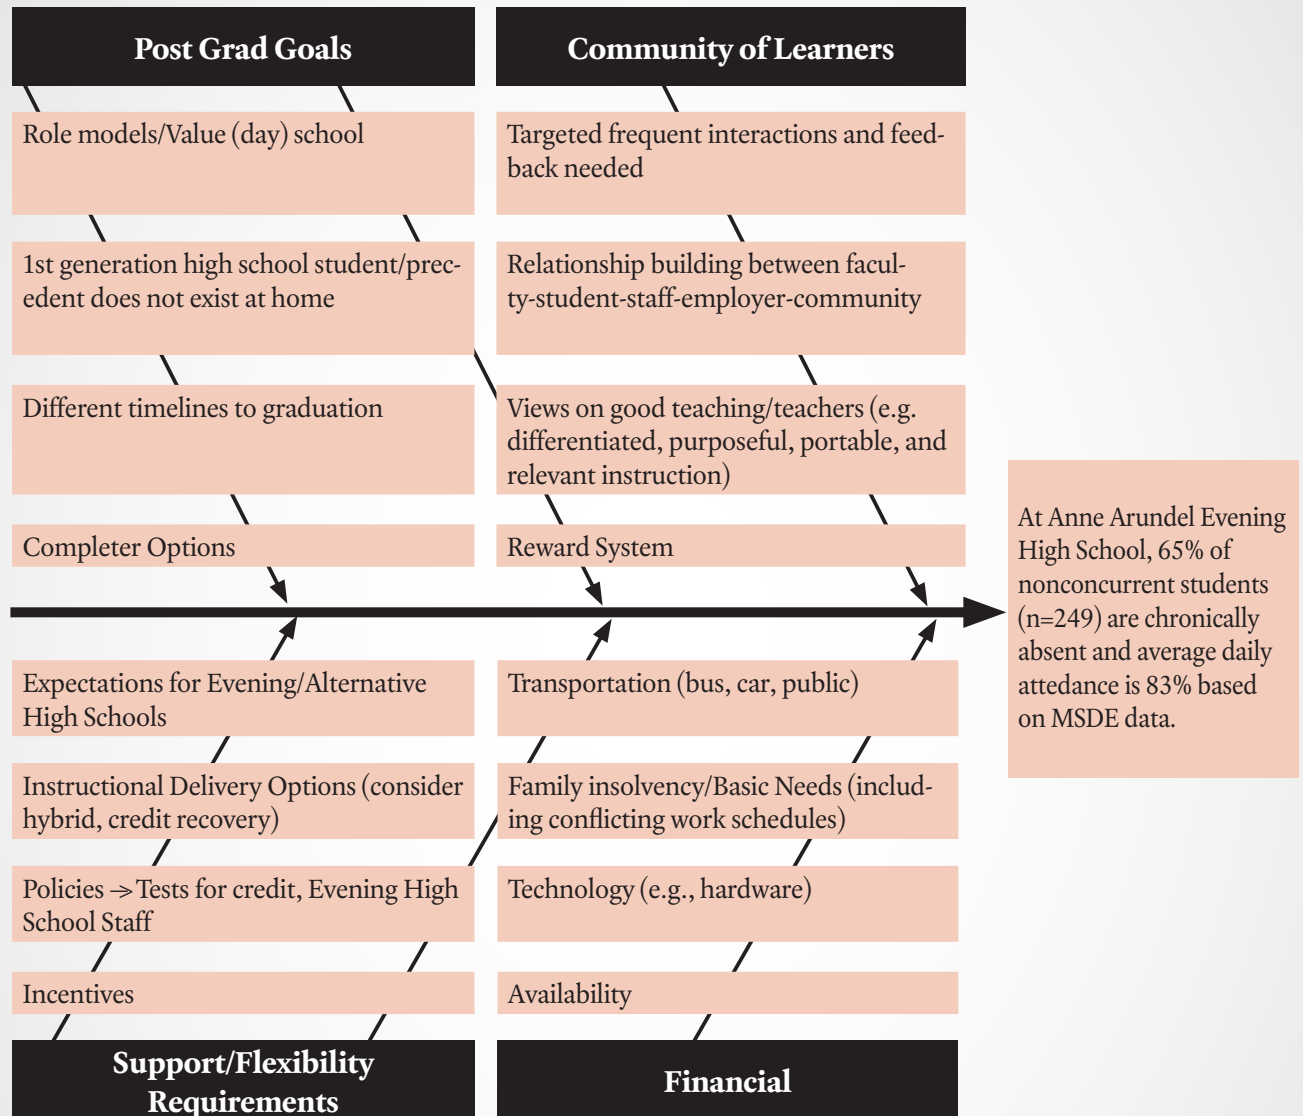 Post Grad Goals
Role models/Value (day) school
1st generation high school student/prec-
edent does not exist at home
Different timelines to graduation
Completer Options
Community of Learners
Targeted frequent interactions and feed-
back needed
Relationship building between facul-
ty-student-staff-employer-community
Views on good teaching/teachers (e.g.
differentiated, purposeful, portable, and
relevant instruction)
Reward System
At Anne Arundel Evening
High School, 65% of
nonconcurrent students
(n=249) are chronically
absent and average daily
attedance is 83% based
on MSDE data.
Expectations for Evening/Alternative
High Schools
Instructional Delivery Options (consider
hybrid, credit recovery)
Policies → Tests for credit, Evening High
School Staff
Incentives
Support/Flexibility
Requirements
Transportation (bus, car, public)
Family insolvency/Basic Needs (includ-
ing conflicting work schedules)
Technology (e.g., hardware)
Availability
Financial